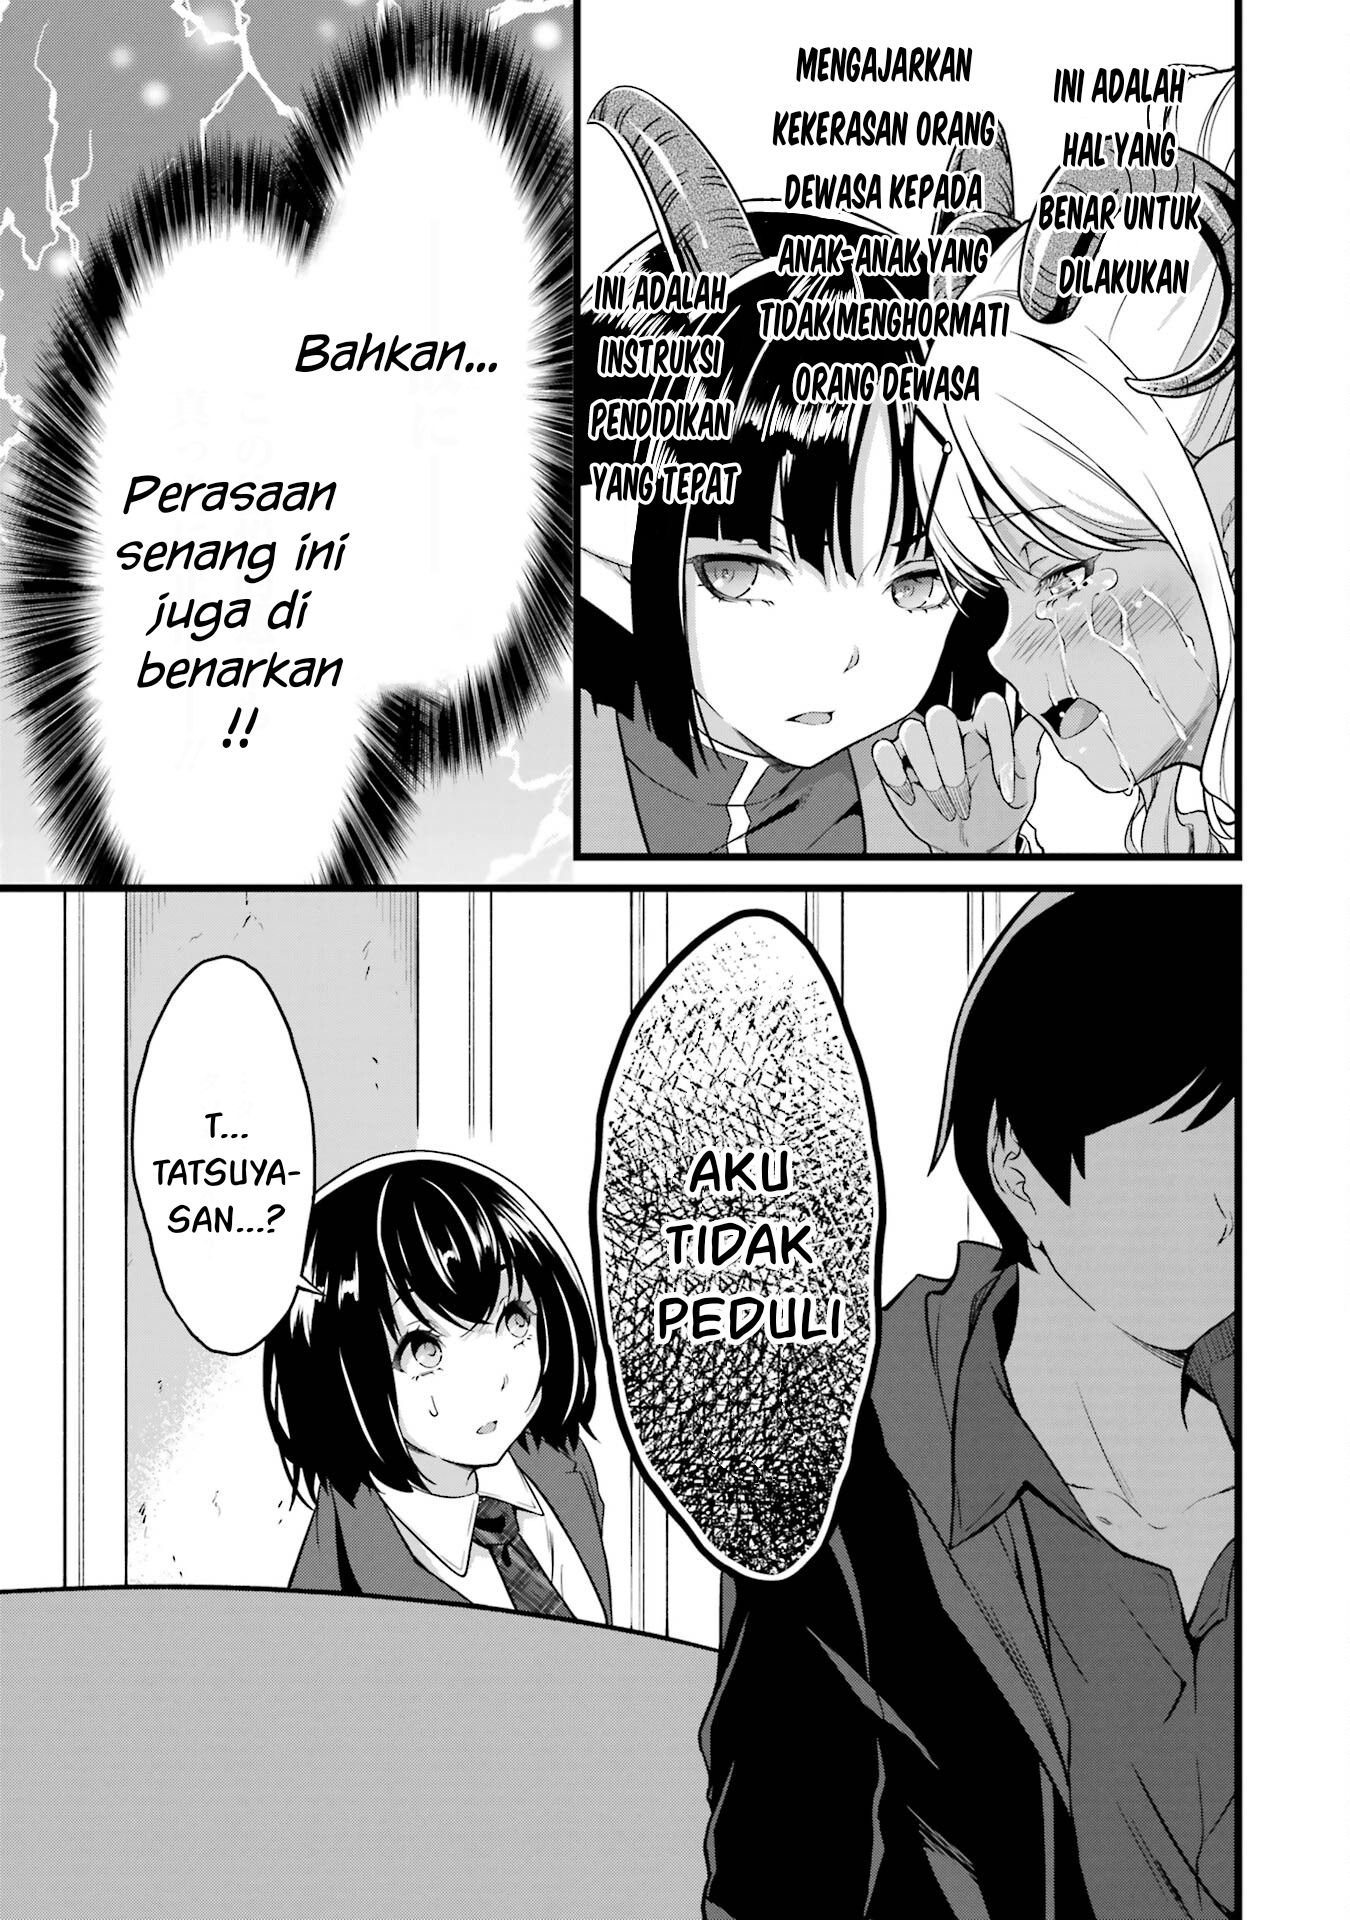 INI ADALAH
HAL YANG
BENAR UNTUK
DILAKUKAN
MENGAJARKAN
KEKERASAN ORANG
DEWASA KEPADA
ANAK-ANAK YANG
TIDAK MENGHORMATI
ORANG DEWASA
INI ADALAH
INSTRUKSI
PENDIDIKAN
YANG TEPAT
Bahkan...
Perasaan
senang ini
juga di
benarkan
!!
AKU
TIDAK
PEDULI
T...
TATSUYA-
SAN...?